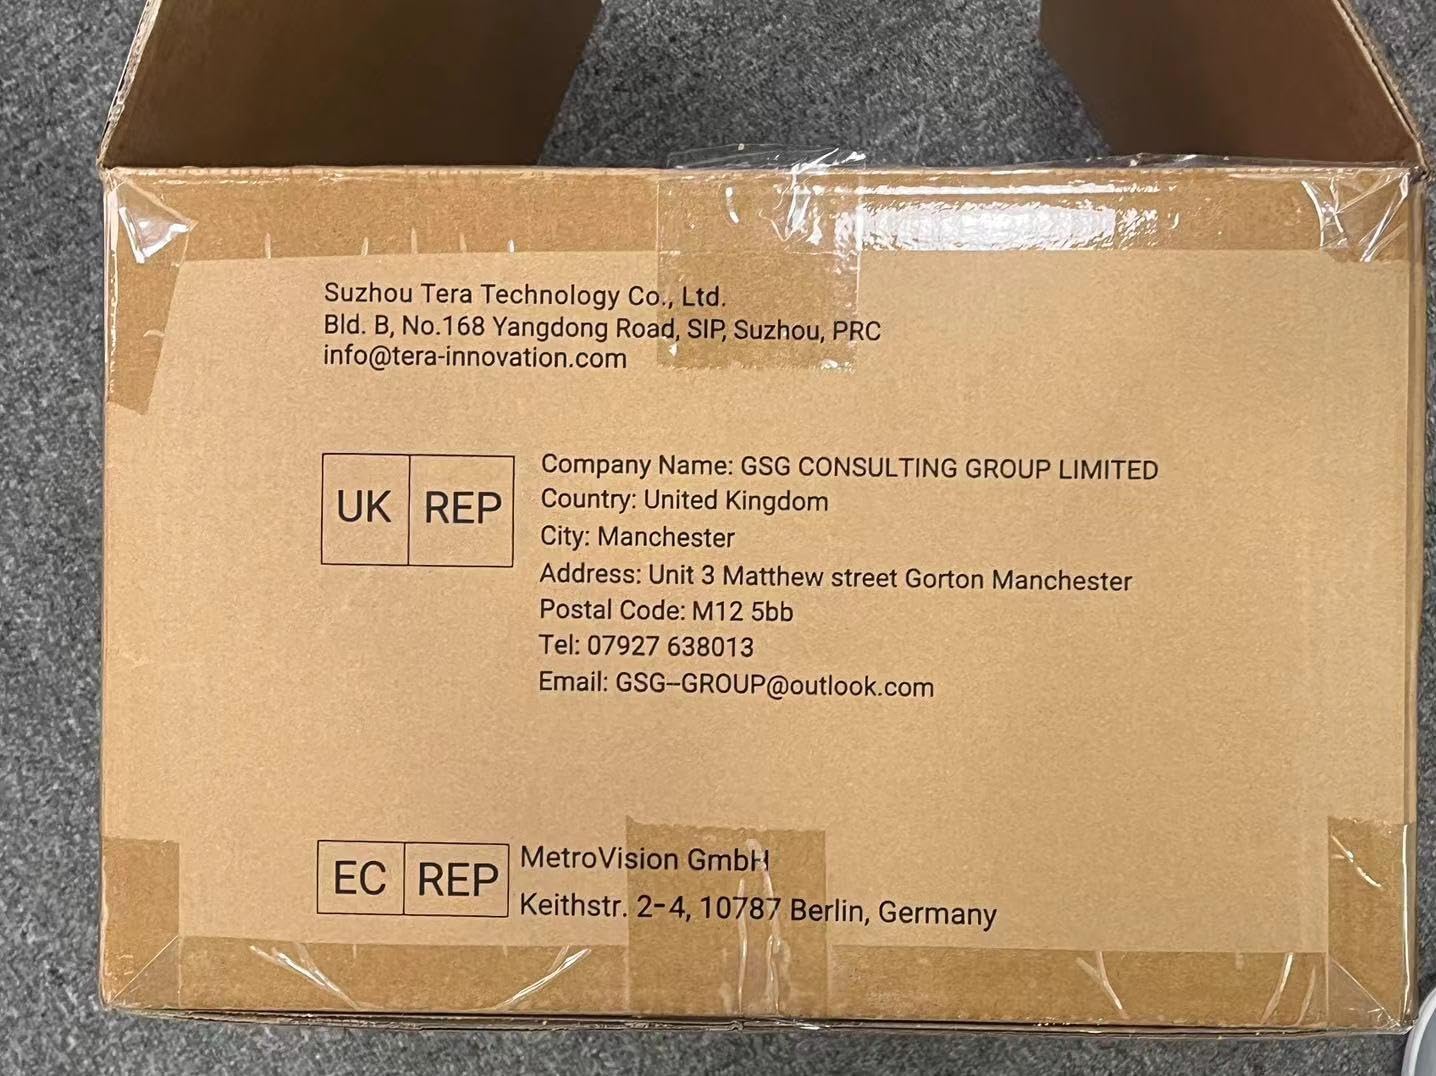 Suzhou Tera Technology Co., Ltd.
Bld. B, No.168 Yangdong Road, SIP, Suzhou, PRC
info@tera-innovation.com
UK REP
Company Name: GSG CONSULTING GROUP LIMITED
Country: United Kingdom
City: Manchester
Address: Unit 3 Matthew street Gorton Manchester
Postal Code: M12 5bb
Tel: 07927 638013
Email: GSG--GROUP@outlook.com
EC REP
MetroVision GmbH
Keithstr. 2-4, 10787 Berlin, Germany